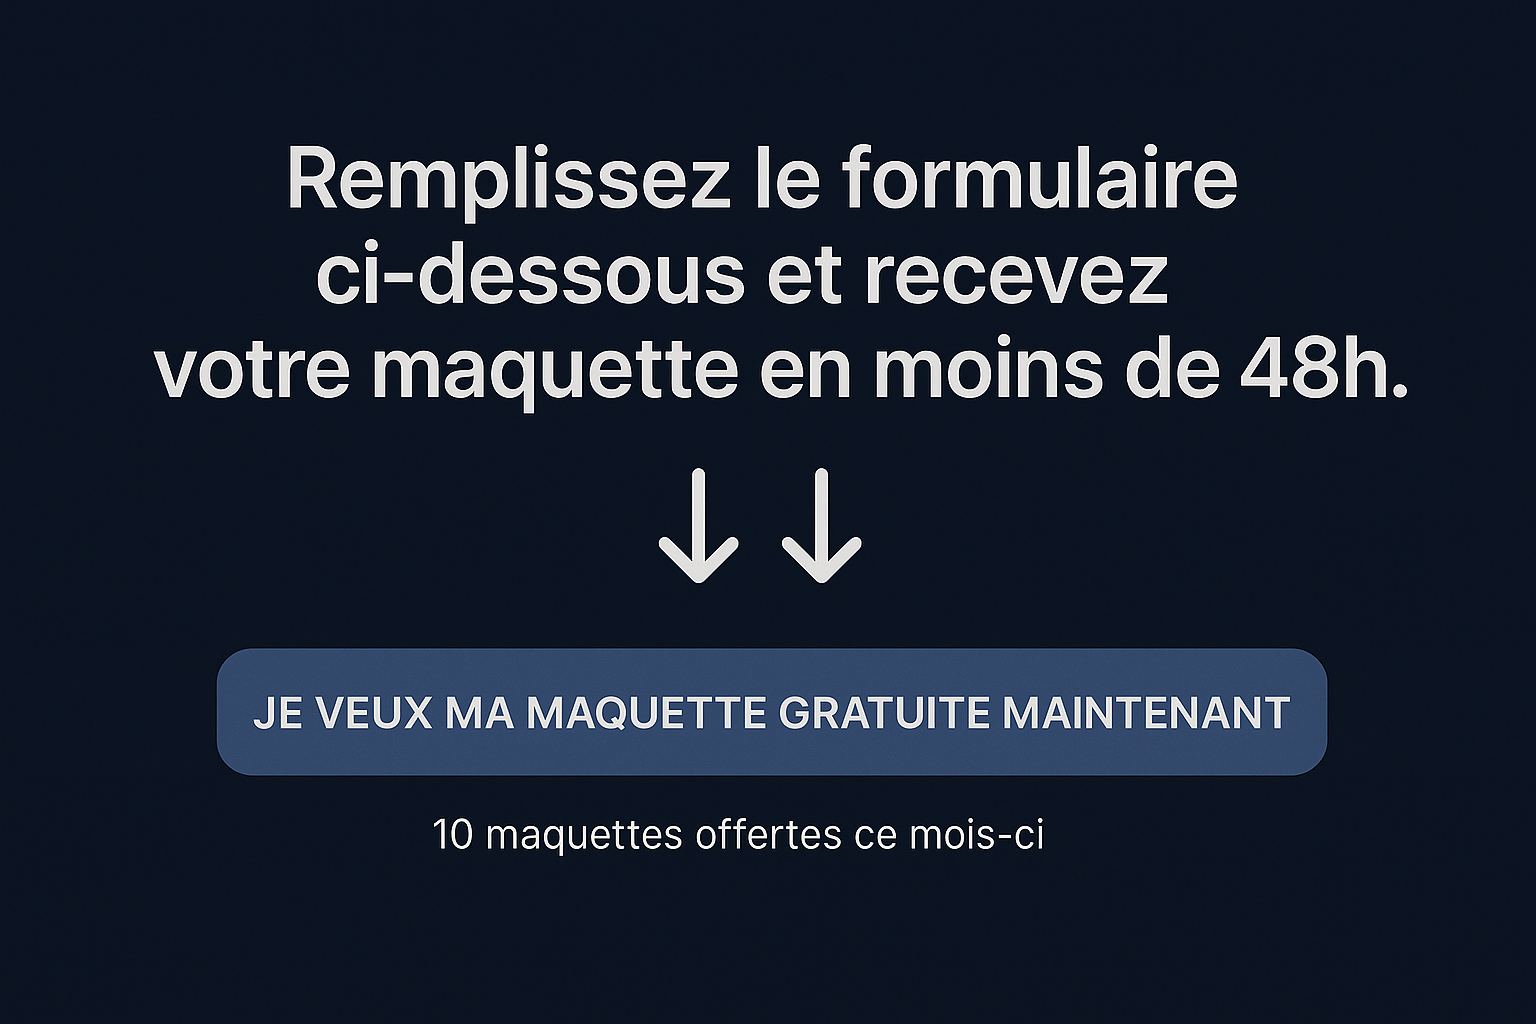 Remplissez le formulaire
ci-dessous et recevez
votre maquette en moins de 48h.
JE VEUX MA MAQUETTE GRATUITE MAINTENANT
10 maquettes offertes ce mois-ci